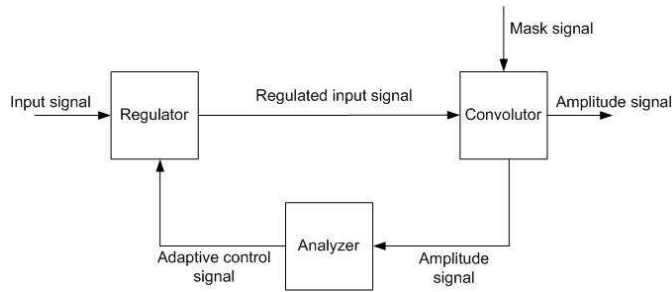 Mask signal
Input signal
Regulator
Regulated input signal
Convolutor
Amplitude signal
Analyzer
Adaptive control
signal
Amplitude
signal